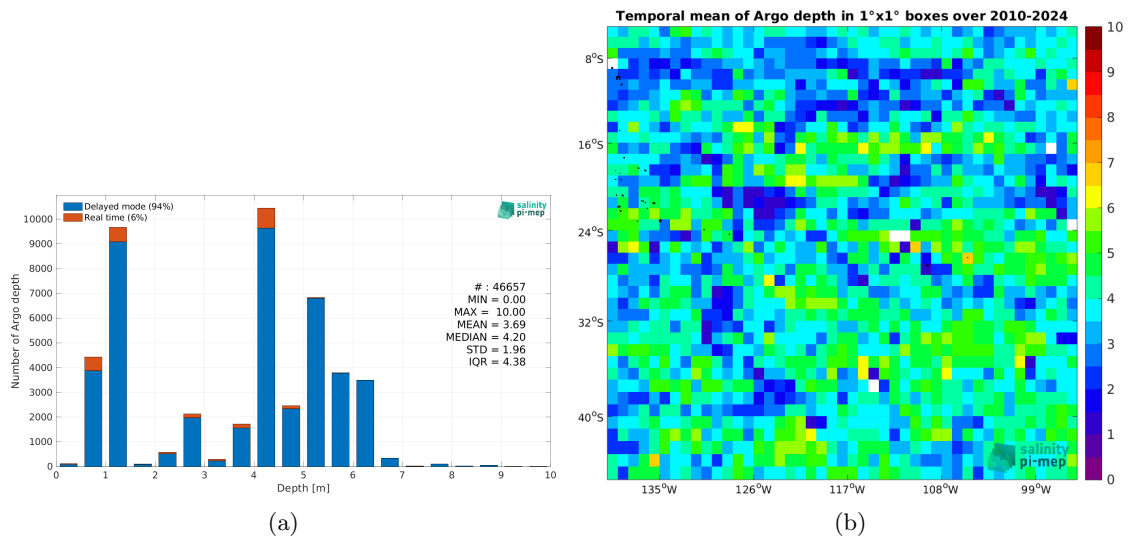 Temporal mean of Argo depth in 1°x1° boxes over 2010-2024
Delayed mode (94%)
Real time (6%)
salinity
pi-mep
Number of Argo depth
10000
9000
8000
7000
6000
5000
4000
3000
2000
1000
0
# : 46657
MIN = 0.00
MAX = 10.00
MEAN = 3.69
MEDIAN = 4.20
STD = 1.96
IQR = 4.38
0 1 2 3 4 5 6 7 8 9 10
Depth [m]
(a)
8°S
16°S
24°S
32°S
40°S
135°W 126°W 117°W 108°W 99°W
salinity
pi-mep
10
9
8
7
6
5
4
3
2
1
0
(b)